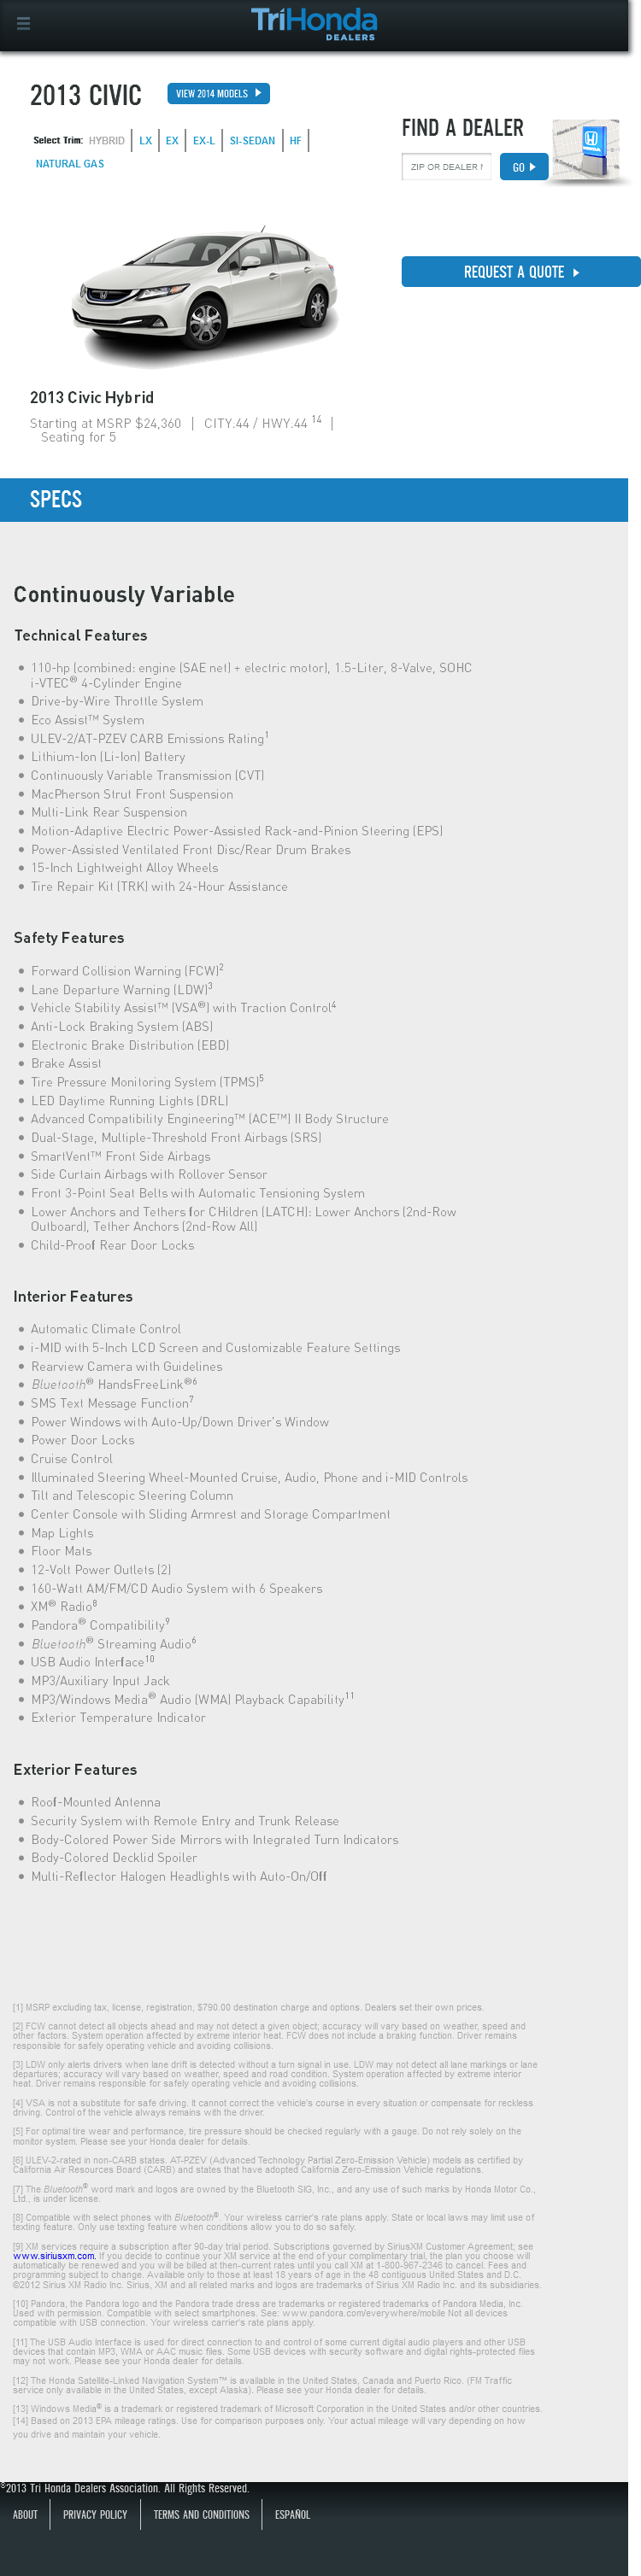 TriHonda
DEALERS
2013 CIVIC
VIEW 2014 MODELS
Select Trim: HYBRID LX EX EX-L SI-SEDAN HF
NATURAL GAS
FIND A DEALER
ZIP OR DEALER
GO
REQUEST A QUOTE
2013 Civic Hybrid
Starting at MSRP $24,360 | CITY.44 / HWY.44 14 |
Seating for 5
SPECS
Continuously Variable
Technical Features
110-hp (combined: engine (SAE net) + electric motor), 1.5-Liter, 8-Valve, SOHC
i-VTEC® 4-Cylinder Engine
Drive-by-Wire Throttle System
Eco Assist™ System
ULEV-2/AT-PZEV CARB Emissions Rating1
Lithium-Ion (Li-Ion) Battery
Continuously Variable Transmission (CVT)
MacPherson Strut Front Suspension
Multi-Link Rear Suspension
Motion-Adaptive Electric Power-Assisted Rack-and-Pinion Steering (EPS)
Power-Assisted Ventilated Front Disc/Rear Drum Brakes
15-Inch Lightweight Alloy Wheels
Tire Repair Kit (TRK) with 24-Hour Assistance
Safety Features
Forward Collision Warning (FCW)2
Lane Departure Warning (LDW)3
Vehicle Stability Assist™ (VSA®) with Traction Control4
Anti-Lock Braking System (ABS)
Electronic Brake Distribution (EBD)
Brake Assist
Tire Pressure Monitoring System (TPMS)5
LED Daytime Running Lights (DRL)
Advanced Compatibility Engineering™ (ACE™) II Body Structure
Dual-Stage, Multiple-Threshold Front Airbags (SRS)
SmartVent™ Front Side Airbags
Side Curtain Airbags with Rollover Sensor
Front 3-Point Seat Belts with Automatic Tensioning System
Lower Anchors and Tethers for CHildren (LATCH): Lower Anchors (2nd-Row
Outboard), Tether Anchors (2nd-Row All)
Child-Proof Rear Door Locks
Interior Features
Automatic Climate Control
i-MID with 5-Inch LCD Screen and Customizable Feature Settings
Rearview Camera with Guidelines
Bluetooth® HandsFreeLink®6
SMS Text Message Function7
Power Windows with Auto-Up/Down Driver's Window
Power Door Locks
Cruise Control
Illuminated Steering Wheel-Mounted Cruise, Audio, Phone and i-MID Controls
Tilt and Telescopic Steering Column
Center Console with Sliding Armrest and Storage Compartment
Map Lights
Floor Mats
12-Volt Power Outlets (2)
160-Watt AM/FM/CD Audio System with 6 Speakers
XM® Radio8
Pandora® Compatibility9
Bluetooth® Streaming Audio6
USB Audio Interface10
MP3/Auxiliary Input Jack
MP3/Windows Media® Audio (WMA) Playback Capability11
Exterior Temperature Indicator
Exterior Features
Roof-Mounted Antenna
Security System with Remote Entry and Trunk Release
Body-Colored Power Side Mirrors with Integrated Turn Indicators
Body-Colored Decklid Spoiler
Multi-Reflector Halogen Headlights with Auto-On/Off
[1] MSRP excluding tax, license, registration, $790.00 destination charge and options. Dealers set their own prices.
[2] FCW cannot detect all objects ahead and may not detect a given object; accuracy will vary based on weather, speed and
other factors. System operation affected by extreme interior heat. FCW does not include a braking function. Driver remains
responsible for safely operating vehicle and avoiding collisions.
[3] LDW only alerts drivers when lane drift is detected without a turn signal in use. LDW may not detect all lane markings or lane
departures; accuracy will vary based on weather, speed and road condition. System operation affected by extreme interior
heat. Driver remains responsible for safely operating vehicle and avoiding collisions.
[4] VSA is not a substitute for safe driving. It cannot correct the vehicle's course in every situation or compensate for reckless
driving. Control of the vehicle always remains with the driver.
[5] For optimal tire wear and performance, tire pressure should be checked regularly with a gauge. Do not rely solely on the
monitor system. Please see your Honda dealer for details.
[6] ULEV-2-rated in non-CARB states. AT-PZEV (Advanced Technology Partial Zero-Emission Vehicle) models as certified by
California Air Resources Board (CARB) and states that have adopted California Zero-Emission Vehicle regulations.
[7] The Bluetooth® word mark and logos are owned by the Bluetooth SIG, Inc., and any use of such marks by Honda Motor Co.,
Ltd., is under license.
[8] Compatible with select phones with Bluetooth®. Your wireless carrier's rate plans apply. State or local laws may limit use of
texting feature. Only use texting feature when conditions allow you to do so safely.
[9] XM services require a subscription after 90-day trial period. Subscriptions governed by SiriusXM Customer Agreement; see
www.siriusxm.com. If you decide to continue your XM service at the end of your complimentary trial, the plan you choose will
automatically be renewed and you will be billed at then-current rates until you call XM at 1-800-967-2346 to cancel. Fees and
programming subject to change. Available only to those at least 18 years of age in the 48 contiguous United States and D.C.
©2012 Sirius XM Radio Inc. Sirius, XM and all related marks and logos are trademarks of Sirius XM Radio Inc. and its subsidiaries.
[10] Pandora, the Pandora logo and the Pandora trade dress are trademarks or registered trademarks of Pandora Media, Inc.
Used with permission. Compatible with select smartphones. See: www.pandora.com/everywhere/mobile Not all devices
compatible with USB connection. Your wireless carrier's rate plans apply.
[11] The USB Audio Interface is used for direct connection to and control of some current digital audio players and other USB
devices that contain MP3, WMA or AAC music files. Some USB devices with security software and digital rights-protected files
may not work. Please see your Honda dealer for details.
[12] The Honda Satellite-Linked Navigation System™ is available in the United States, Canada and Puerto Rico. (FM Traffic
service only available in the United States, except Alaska). Please see your Honda dealer for details.
[13] Windows Media® is a trademark or registered trademark of Microsoft Corporation in the United States and/or other countries.
[14] Based on 2013 EPA mileage ratings. Use for comparison purposes only. Your actual mileage will vary depending on how
you drive and maintain your vehicle.
©2013 Tri Honda Dealers Association. All Rights Reserved.
ABOUT PRIVACY POLICY TERMS AND CONDITIONS ESPAÑOL